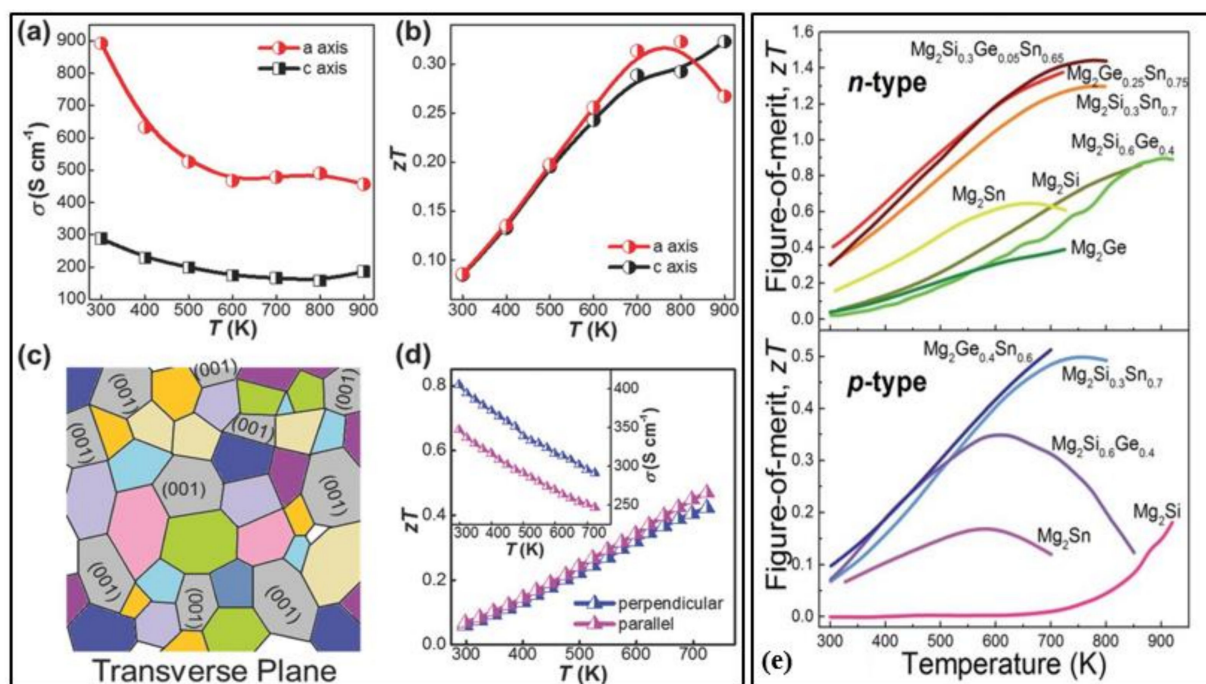 (a)
900
800
700
600
500
400
300
200
100
σ (S cm⁻¹)
a axis
c axis
300 400 500 600 700 800 900
T (K)
(b)
0.30
0.25
0.20
0.15
0.10
zT
a axis
c axis
300 400 500 600 700 800 900
T (K)
(c)
(001)
(001)
(001)
(001)
(001)
(001)
(001)
(001)
(001)
(001)
Transverse Plane
(d)
0.8
0.6
0.4
0.2
0.0
zT
400
350
300
250
σ (S cm⁻¹)
300 400 500 600 700
T (K)
perpendicular
parallel
300 400 500 600 700
T (K)
Figure-of-merit, zT
1.6
1.4
1.2
1.0
0.8
0.6
0.4
0.2
0.0
n-type
Mg₂Si₀.₃Ge₀.₀₅Sn₀.₆₅
Mg₂Ge₀.₂₅Sn₀.₇₅
Mg₂Si₀.₃Sn₀.₇
Mg₂Si₀.₆Ge₀.₄
Mg₂Sn
Mg₂Si
Mg₂Ge
Figure-of-merit, zT
0.5
0.4
0.3
0.2
0.1
0.0
p-type
Mg₂Ge₀.₄Sn₀.₆
Mg₂Si₀.₃Sn₀.₇
Mg₂Si₀.₆Ge₀.₄
Mg₂Sn
Mg₂Si
300 400 500 600 700 800 900
(e)
Temperature (K)